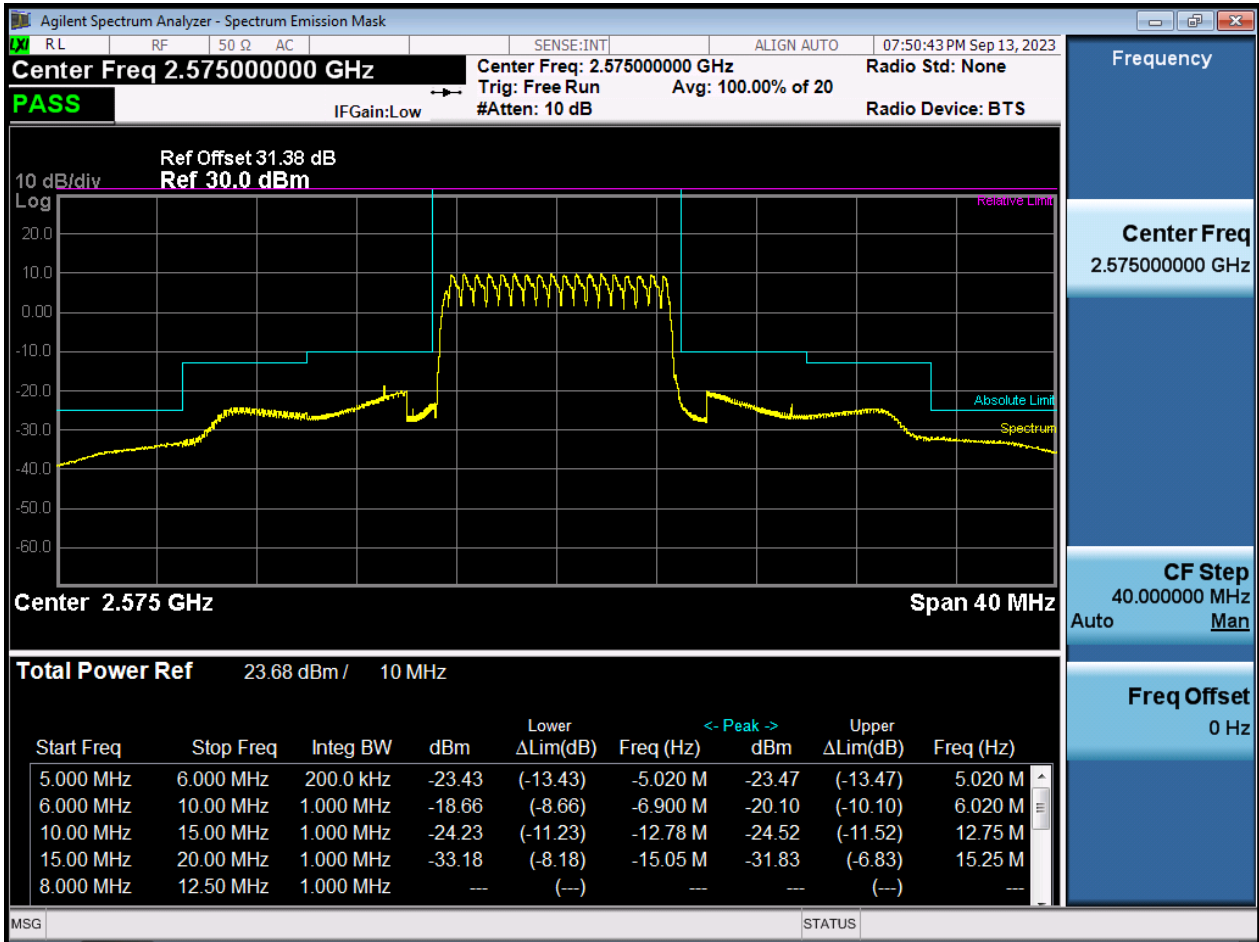 Agilent Spectrum Analyzer - Spectrum Emission Mask
LXI RL RF 50 Ω AC SENSE:INT ALIGN AUTO 07:50:43 PM Sep 13, 2023
Center Freq 2.575000000 GHz
Center Freq: 2.575000000 GHz
Radio Std: None
Trig: Free Run Avg: 100.00% of 20
PASS
IFGain:Low
#Atten: 10 dB
Radio Device: BTS
Ref Offset 31.38 dB
10 dB/div Ref 30.0 dBm
Log
Relative Limit
20.0
10.0
0.00
-10.0
-20.0
Absolute Limit
-30.0
Spectrum
-40.0
-50.0
-60.0
Center 2.575 GHz Span 40 MHz
Total Power Ref 23.68 dBm / 10 MHz
Lower <- Peak -> Upper
Start Freq Stop Freq Integ BW dBm ΔLim(dB) Freq (Hz) dBm ΔLim(dB) Freq (Hz)
5.000 MHz 6.000 MHz 200.0 kHz -23.43 (-13.43) -5.020 M -23.47 (-13.47) 5.020 M
6.000 MHz 10.00 MHz 1.000 MHz -18.66 (-8.66) -6.900 M -20.10 (-10.10) 6.020 M
10.00 MHz 15.00 MHz 1.000 MHz -24.23 (-11.23) -12.78 M -24.52 (-11.52) 12.75 M
15.00 MHz 20.00 MHz 1.000 MHz -33.18 (-8.18) -15.05 M -31.83 (-6.83) 15.25 M
8.000 MHz 12.50 MHz 1.000 MHz --- (---) --- --- (---) ---
MSG STATUS
Frequency
Center Freq
2.575000000 GHz
CF Step
40.000000 MHz
Auto Man
Freq Offset
0 Hz